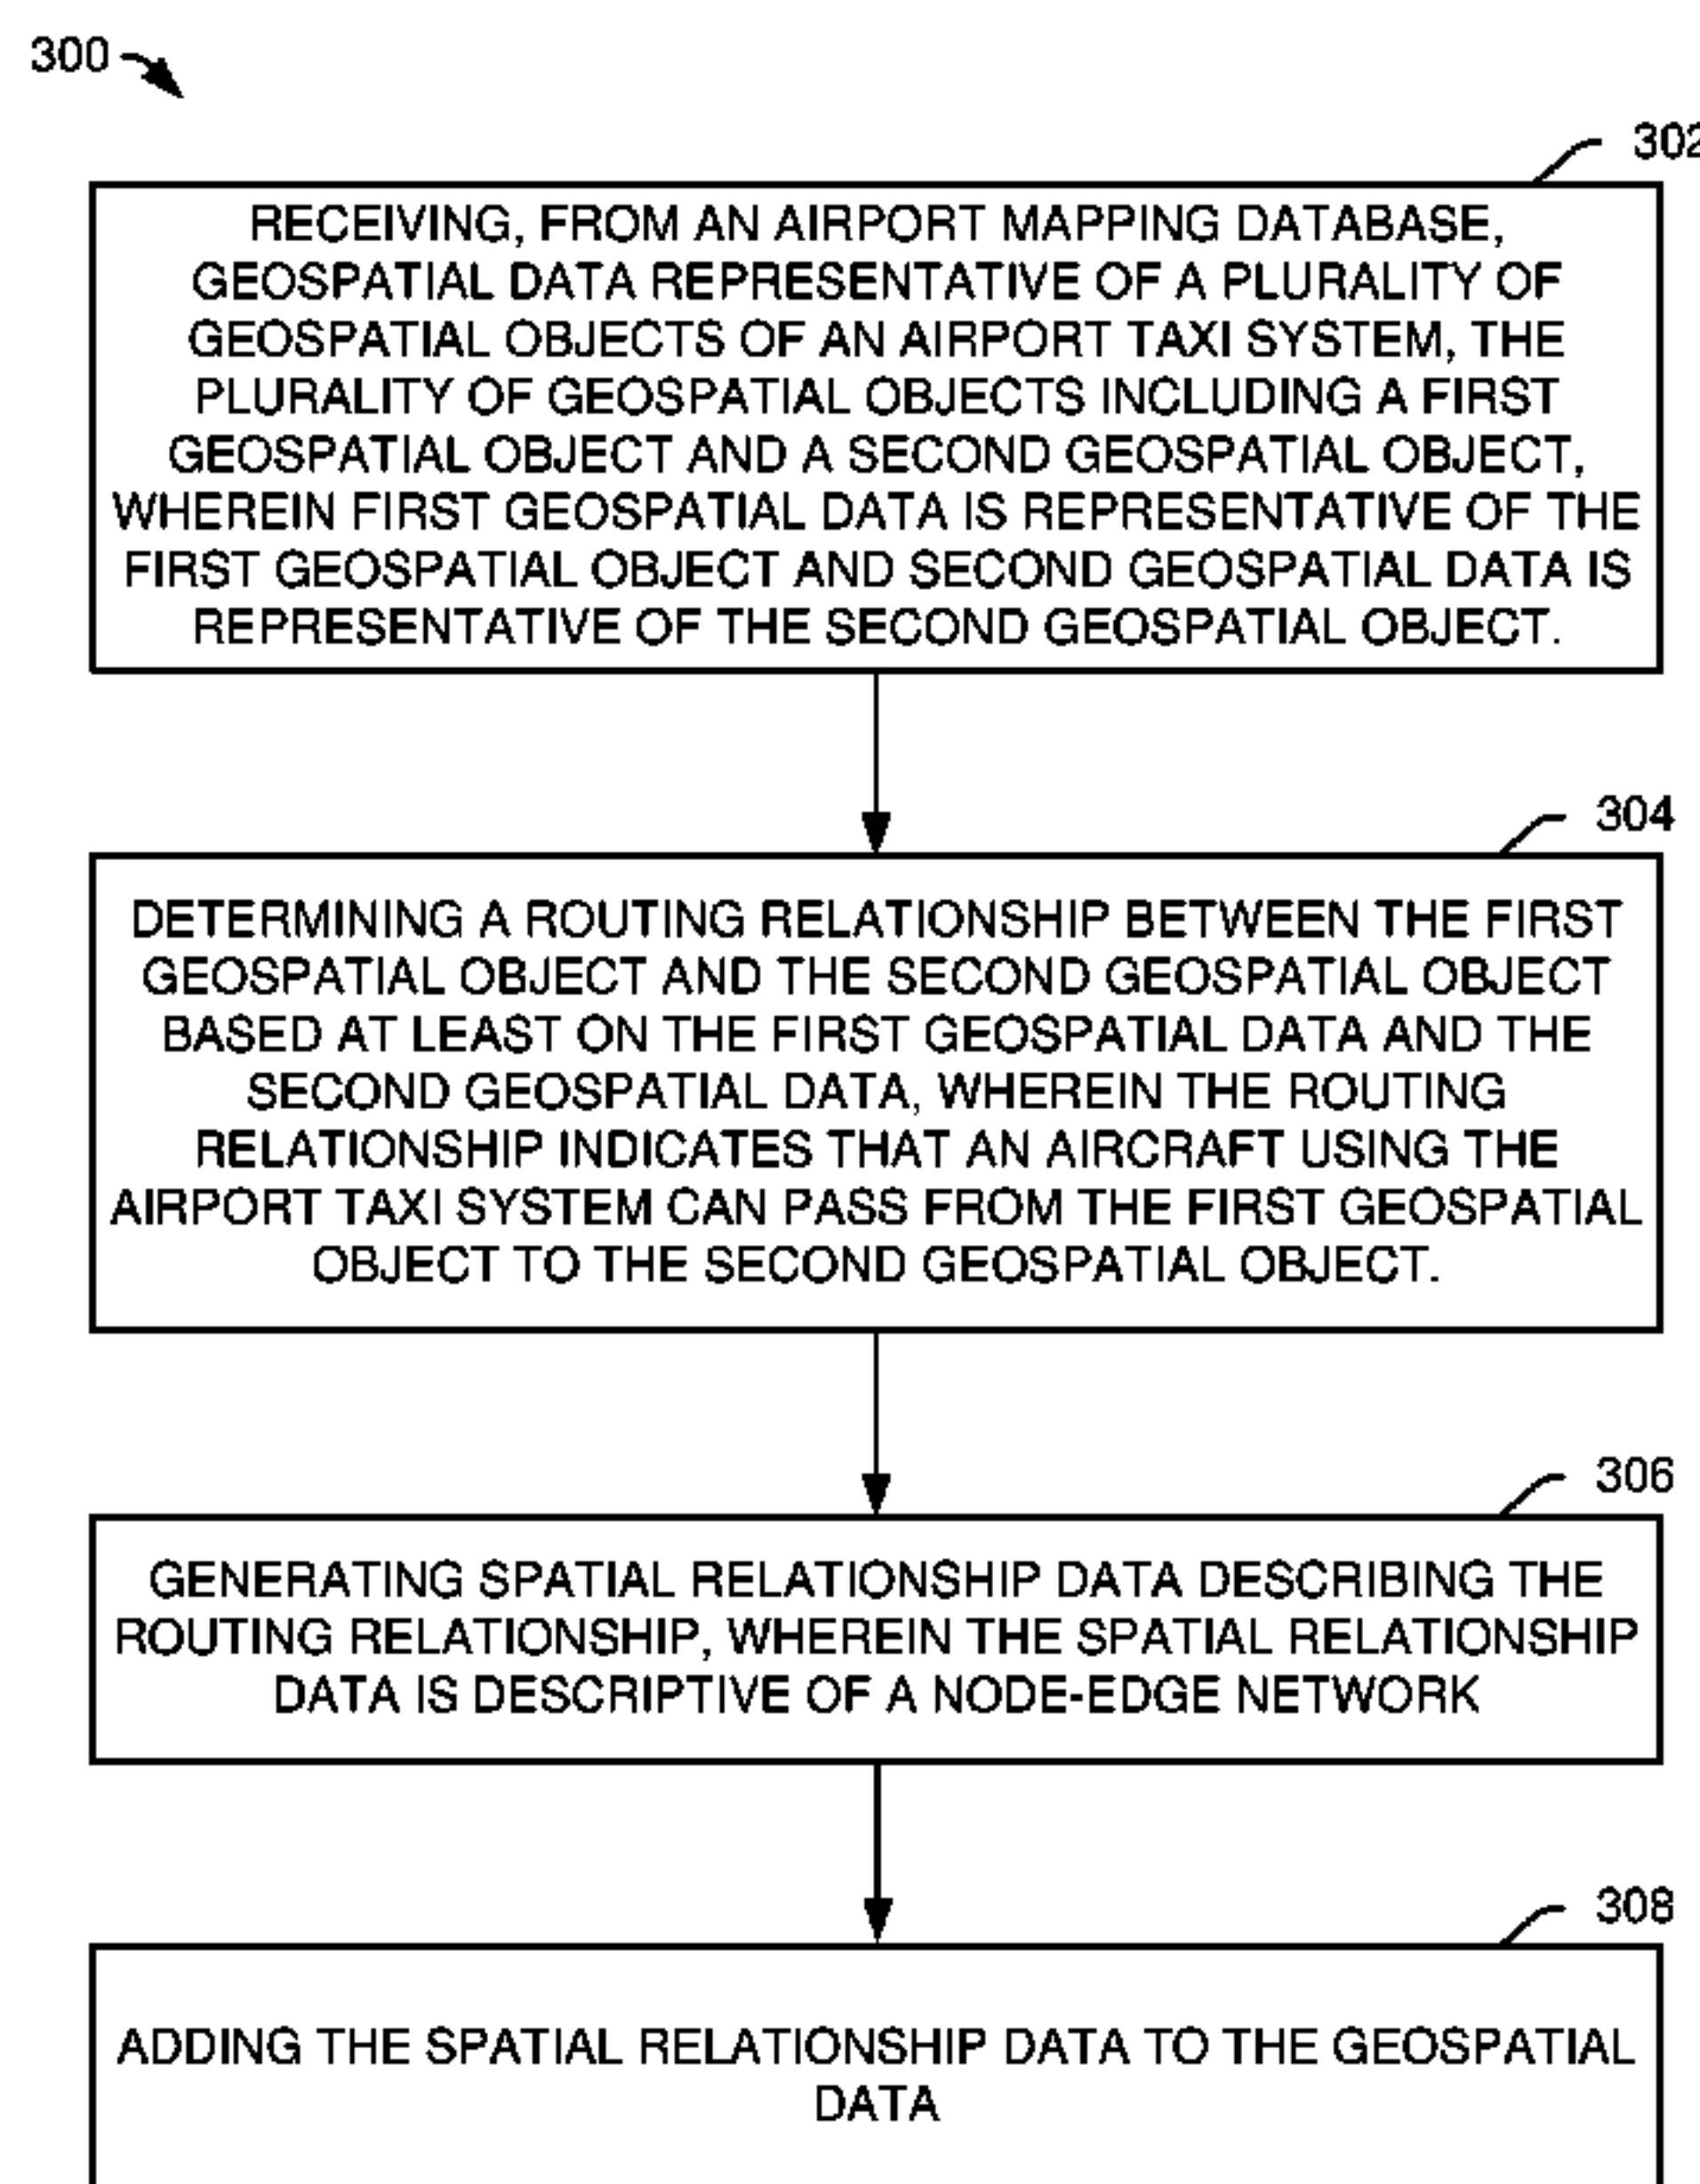 300
302
RECEIVING, FROM AN AIRPORT MAPPING DATABASE,
GEOSPATIAL DATA REPRESENTATIVE OF A PLURALITY OF
GEOSPATIAL OBJECTS OF AN AIRPORT TAXI SYSTEM, THE
PLURALITY OF GEOSPATIAL OBJECTS INCLUDING A FIRST
GEOSPATIAL OBJECT AND A SECOND GEOSPATIAL OBJECT,
WHEREIN FIRST GEOSPATIAL DATA IS REPRESENTATIVE OF THE
FIRST GEOSPATIAL OBJECT AND SECOND GEOSPATIAL DATA IS
REPRESENTATIVE OF THE SECOND GEOSPATIAL OBJECT.
304
DETERMINING A ROUTING RELATIONSHIP BETWEEN THE FIRST
GEOSPATIAL OBJECT AND THE SECOND GEOSPATIAL OBJECT
BASED AT LEAST ON THE FIRST GEOSPATIAL DATA AND THE
SECOND GEOSPATIAL DATA, WHEREIN THE ROUTING
RELATIONSHIP INDICATES THAT AN AIRCRAFT USING THE
AIRPORT TAXI SYSTEM CAN PASS FROM THE FIRST GEOSPATIAL
OBJECT TO THE SECOND GEOSPATIAL OBJECT.
306
GENERATING SPATIAL RELATIONSHIP DATA DESCRIBING THE
ROUTING RELATIONSHIP, WHEREIN THE SPATIAL RELATIONSHIP
DATA IS DESCRIPTIVE OF A NODE-EDGE NETWORK
308
ADDING THE SPATIAL RELATIONSHIP DATA TO THE GEOSPATIAL
DATA